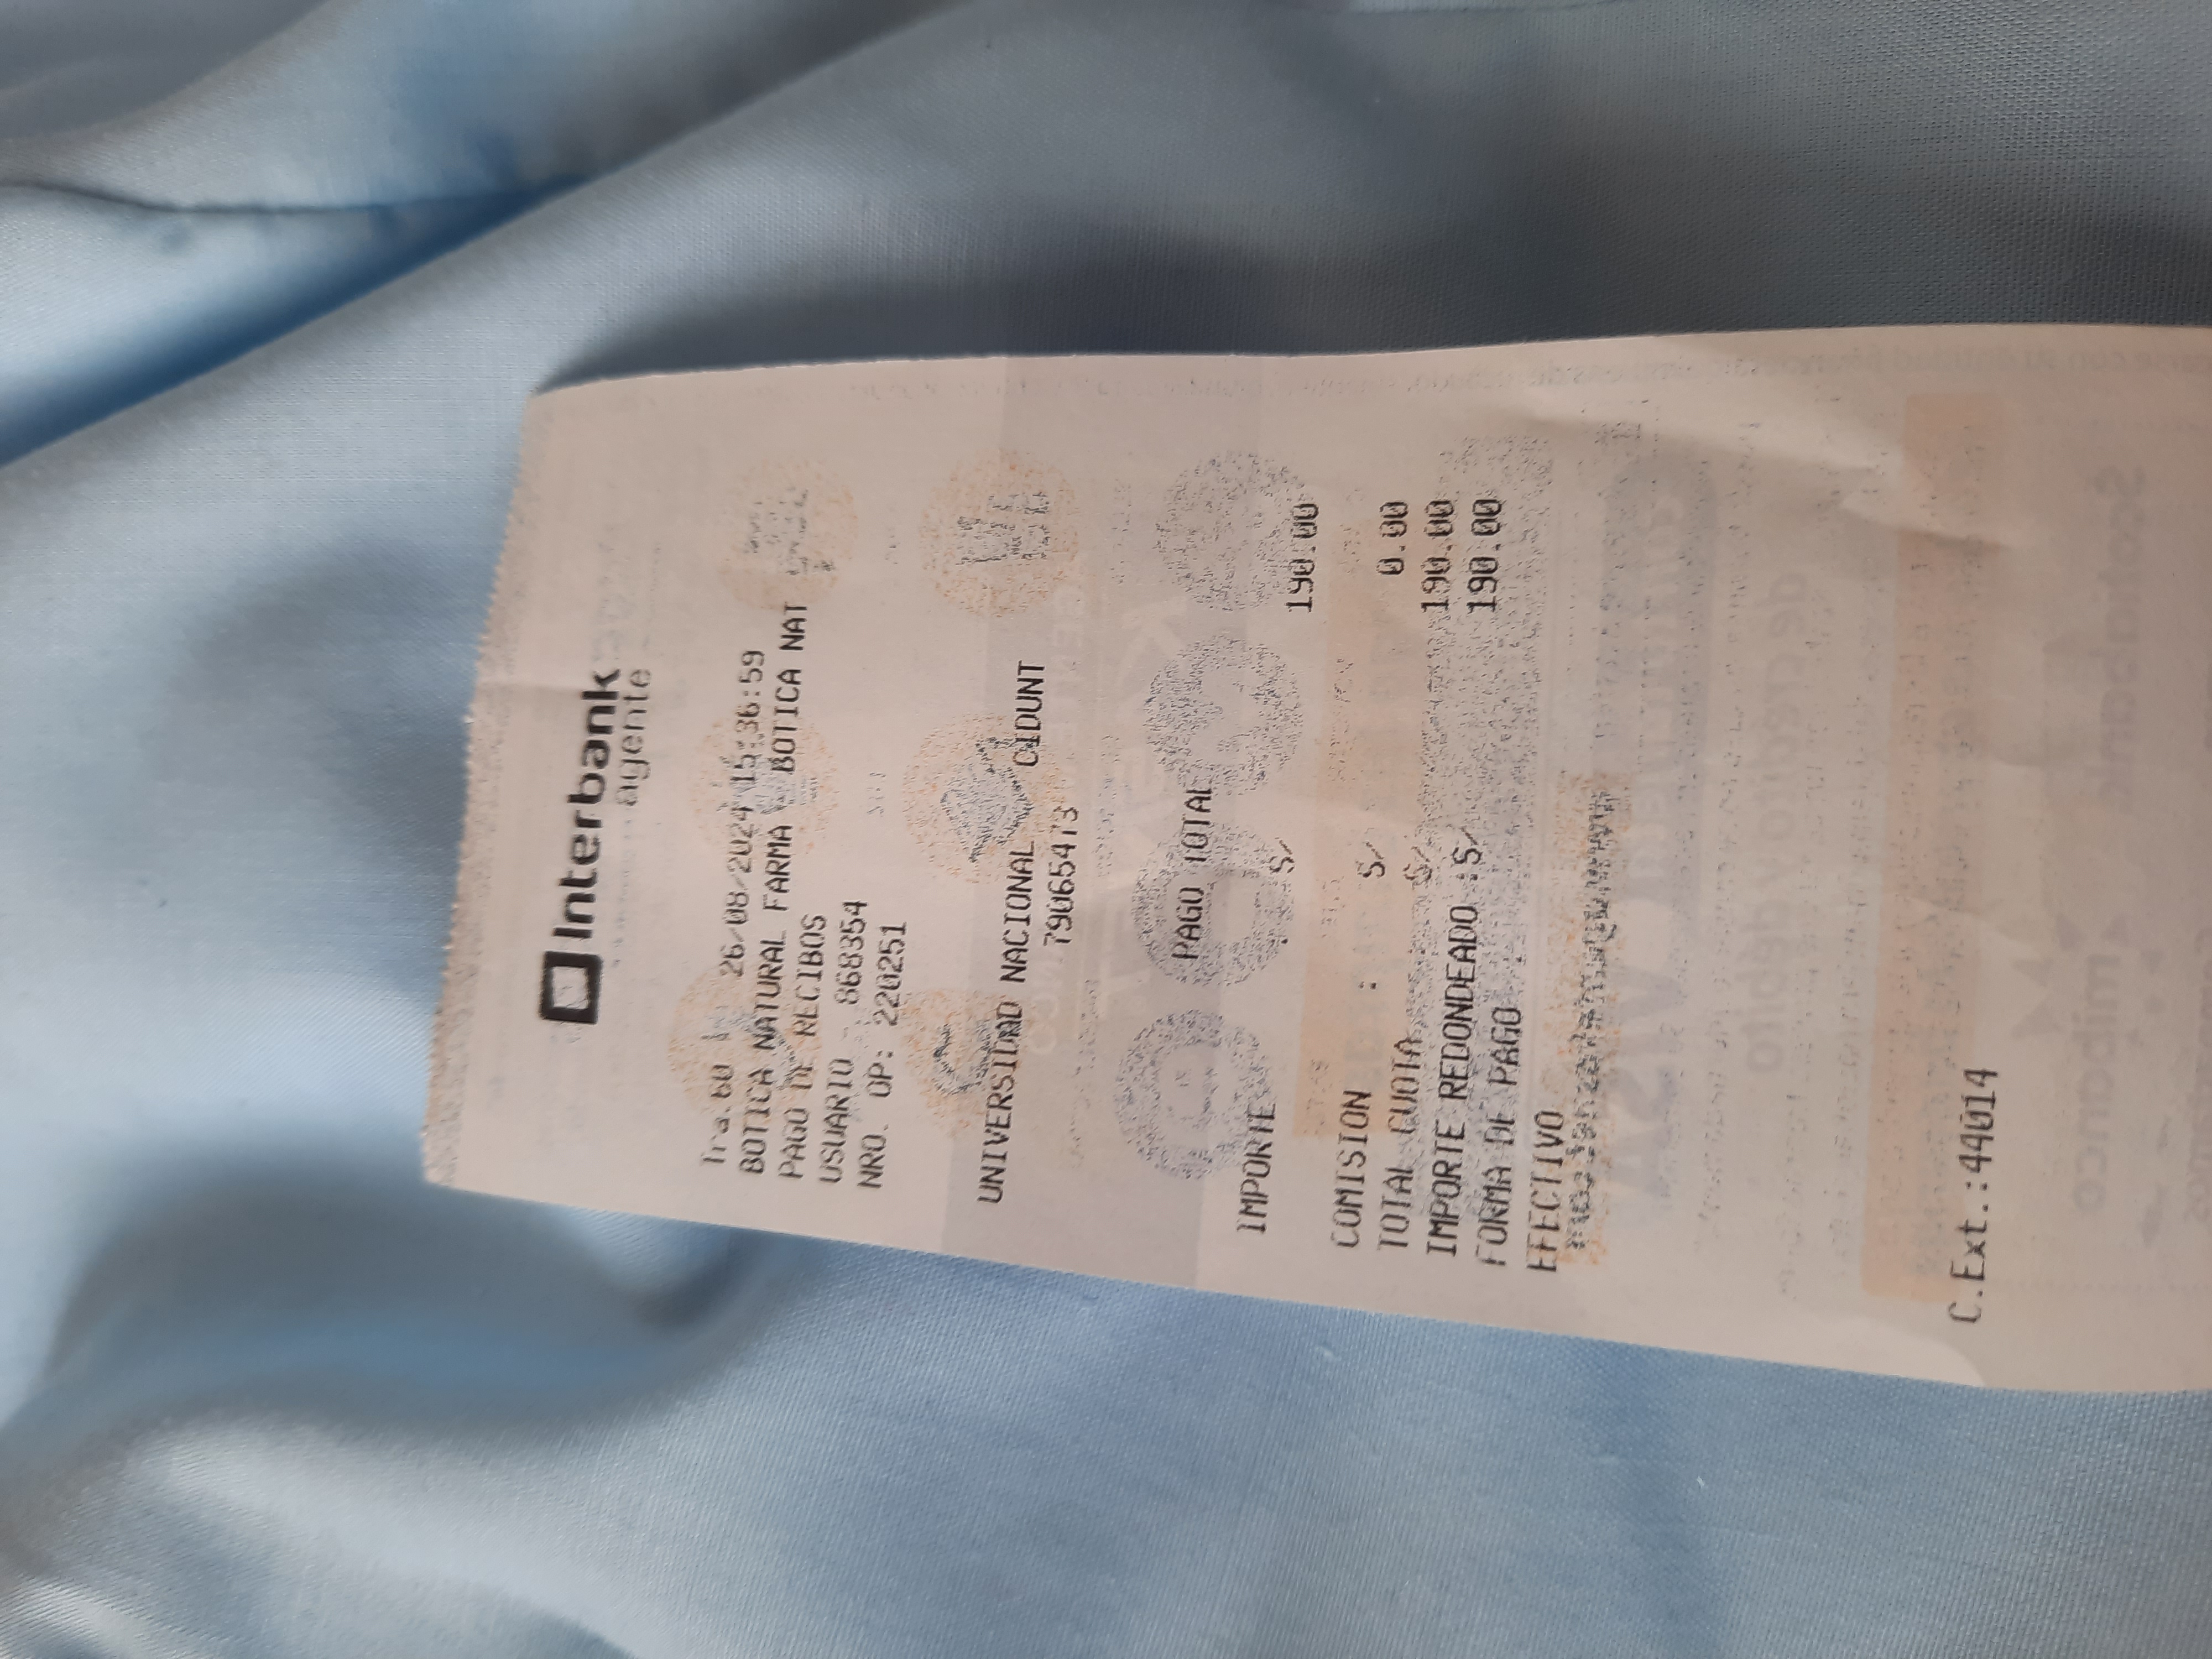 Interbank
agente
Tra.60 26/08/2024 15:36:59
BOTICA NATURAL FARMA BOTICA NAT
PAGO DE RECIBOS
USUARIO 868354
NRO. OP: 220251
UNIVERSIDAD NACIONAL CIDUNT
79065473
PAGO TOTAL
IMPORTE S/ 190.00
COMISION : S/ 0.00
TOTAL CUOTA S/ 190.00
IMPORTE REDONDEADO S/ 190.00
FORMA DE PAGO
EFECTIVO
C.Ext.:44014